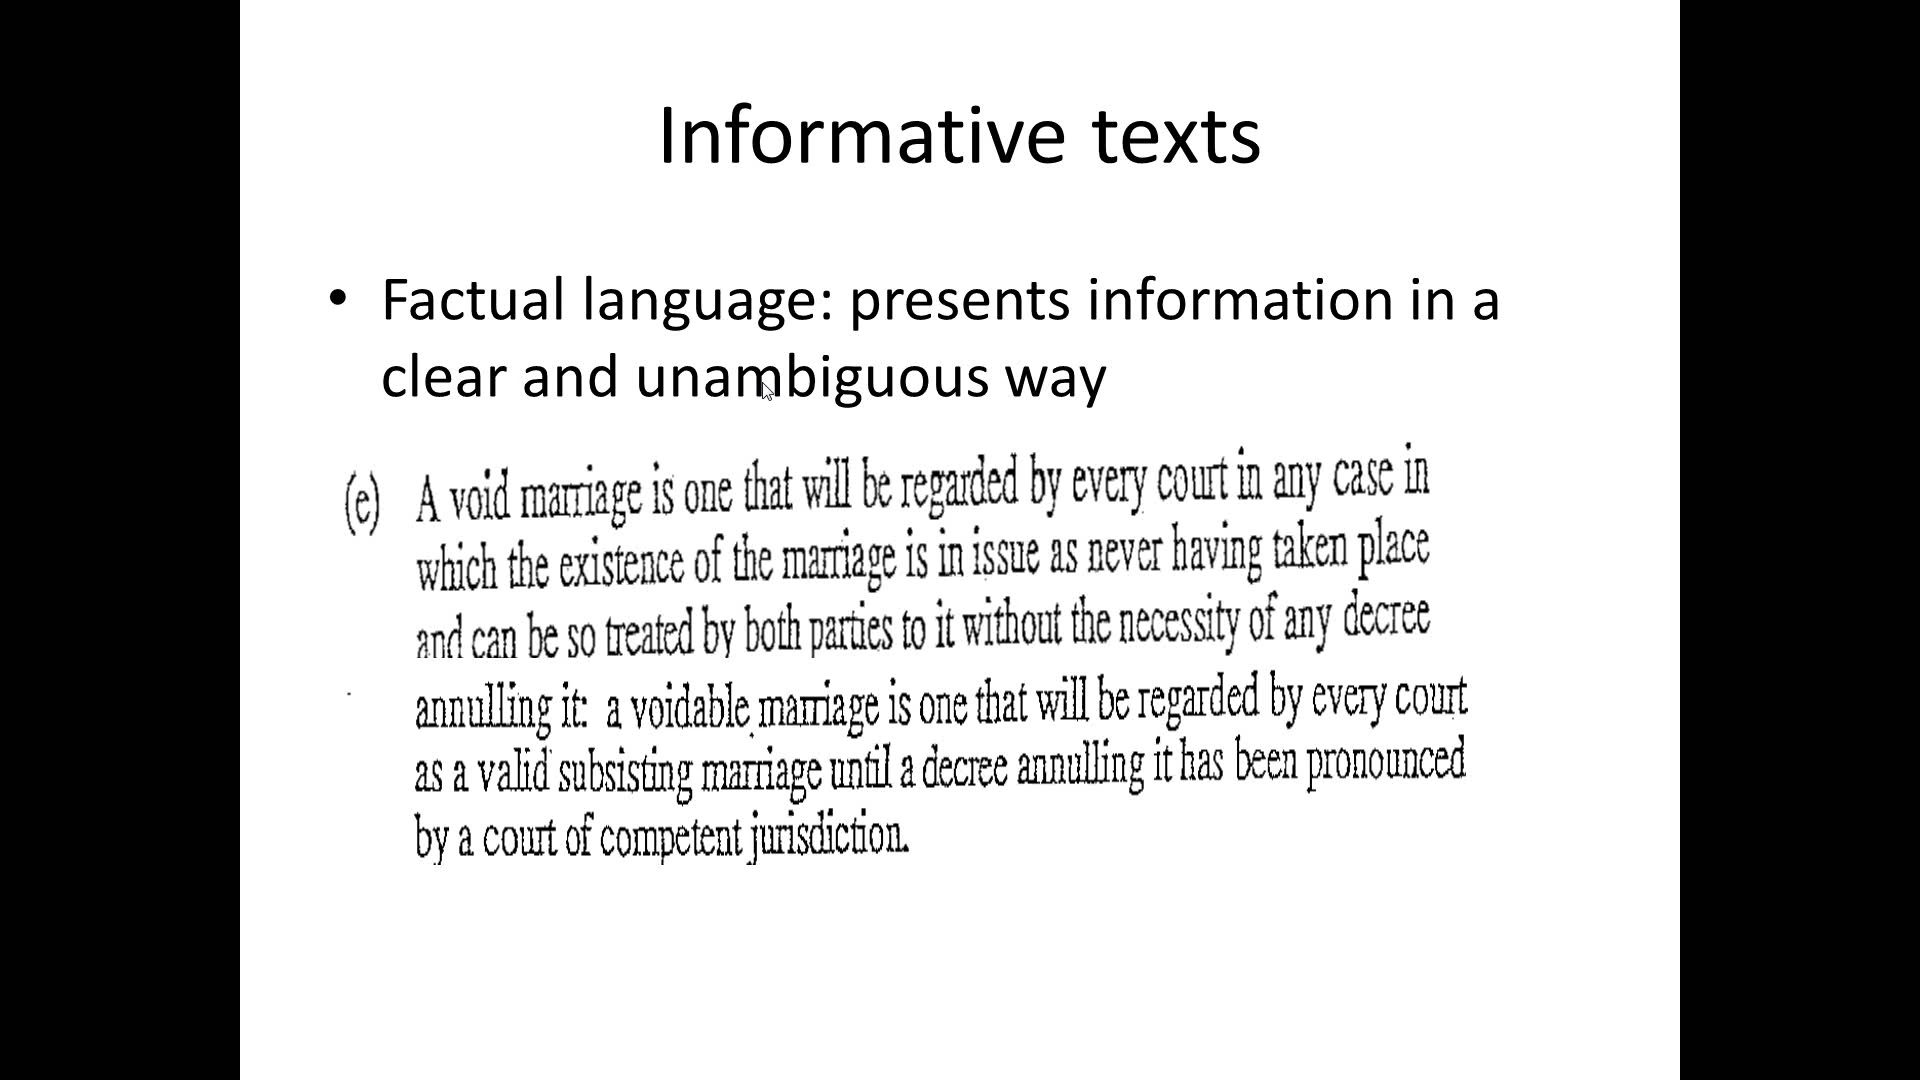 Informative texts
• Factual language: presents information in a
clear and unambiguous way
(e) A void marriage is one that will be regarded by every court in any case in
which the existence of the marriage is in issue as never having taken place
and can be so treated by both parties to it without the necessity of any decree
annulling it: a voidable marriage is one that will be regarded by every court
as a valid subsisting marriage until a decree annulling it has been pronounced
by a court of competent jurisdiction.